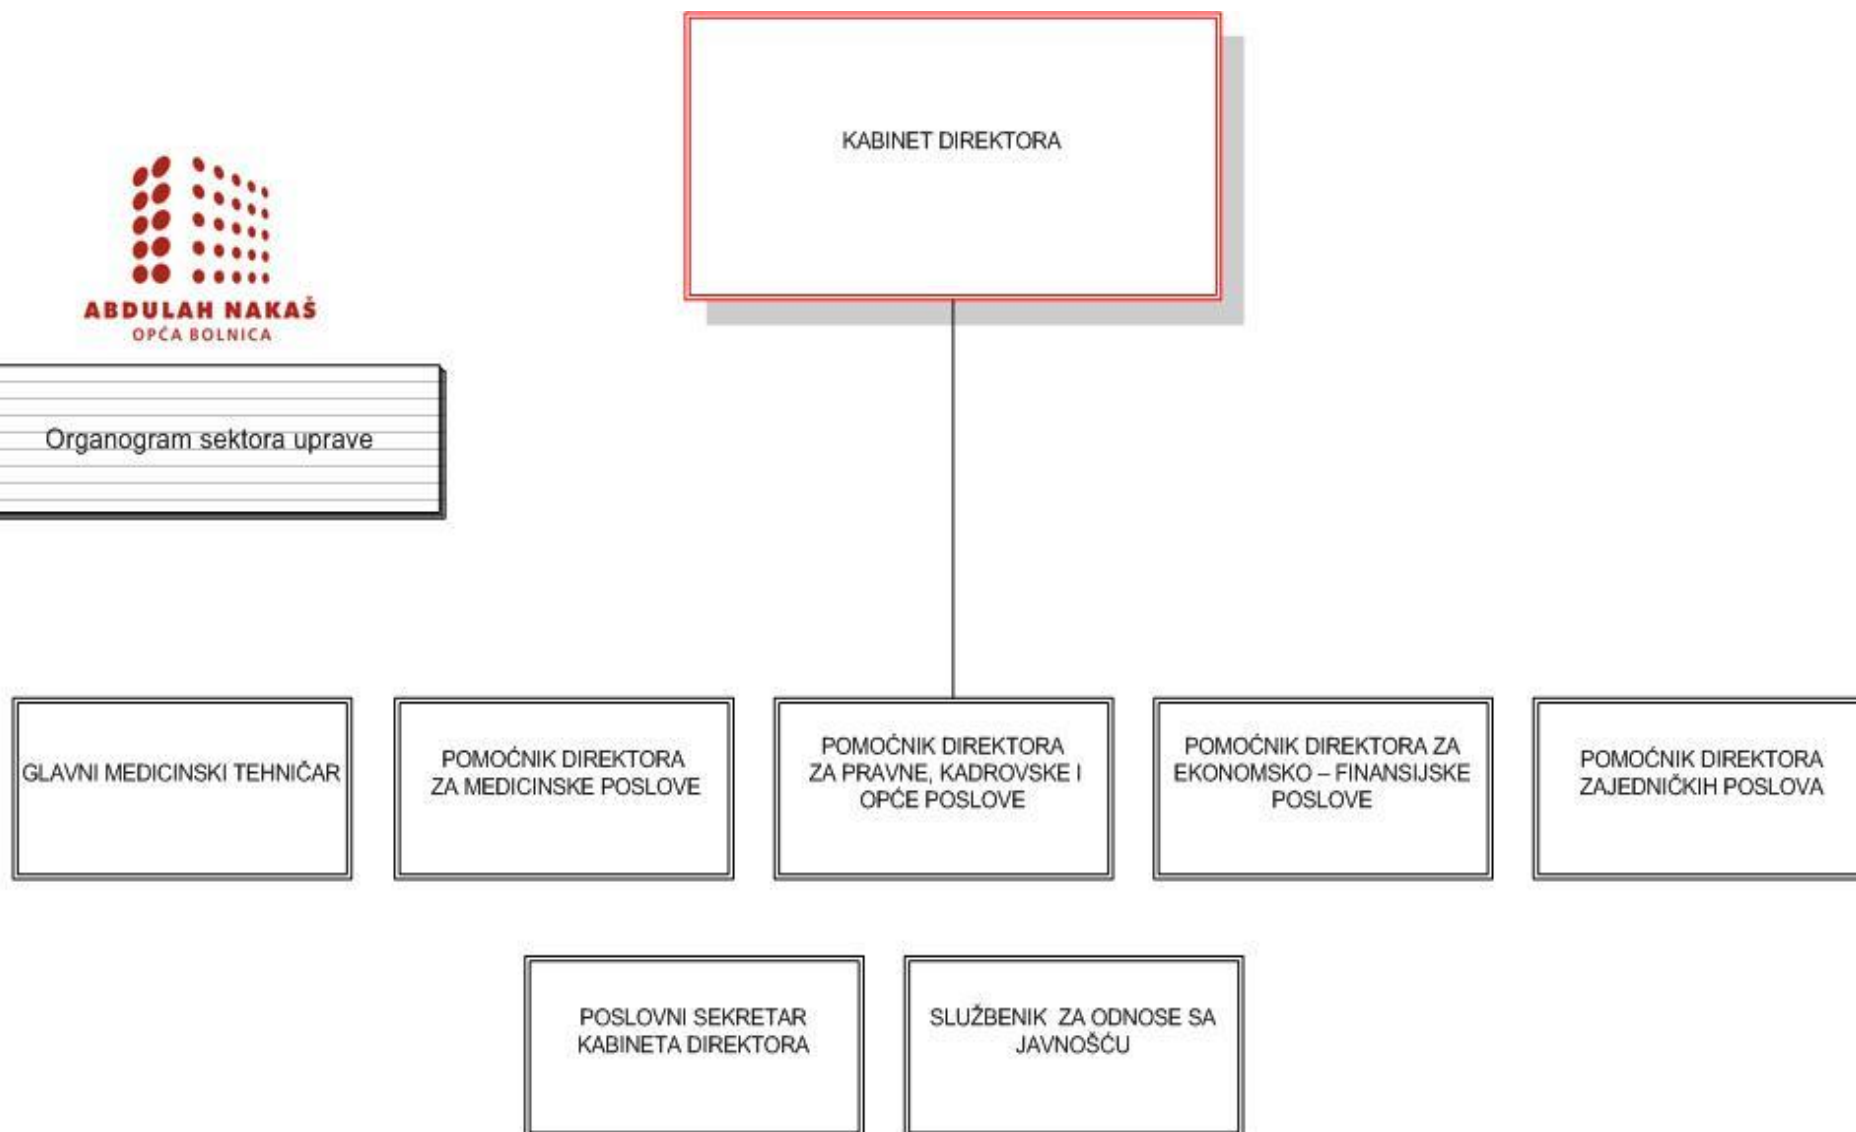 KABINET DIREKTORA
ABDULAH NAKAŠ
OPĆA BOLNICA
Organogram sektora uprave
GLAVNI MEDICINSKI TEHNIČAR
POMOĆNIK DIREKTORA
ZA MEDICINSKE POSLOVE
POMOĆNIK DIREKTORA
ZA PRAVNE, KADROVSKE I
OPĆE POSLOVE
POMOĆNIK DIREKTORA ZA
EKONOMSKO – FINANSIJSKE
POSLOVE
POMOĆNIK DIREKTORA
ZAJEDNIČKIH POSLOVA
POSLOVNI SEKRETAR
KABINETA DIREKTORA
SLUŽBENIK ZA ODNOSE SA
JAVNOŠĆU